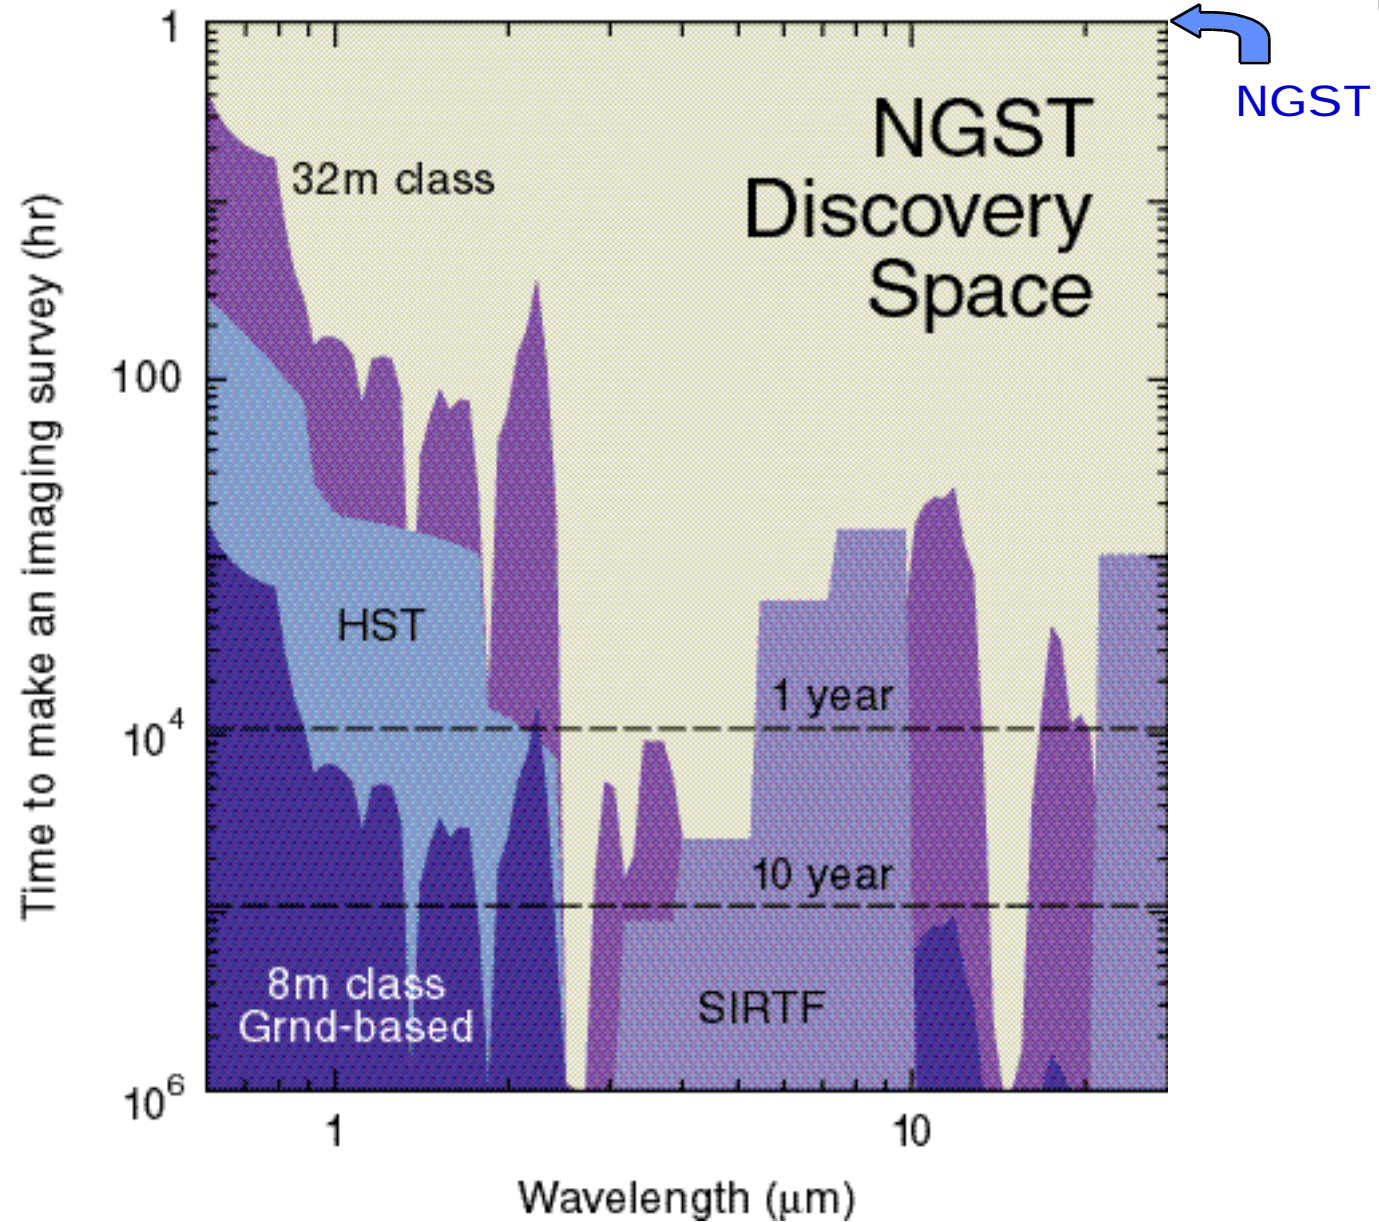 NGST
NGST
Discovery
Space
32m class
HST
1 year
10 year
SIRTF
8m class
Grnd-based
1
100
10⁴
10⁶
Time to make an imaging survey (hr)
1
10
Wavelength (μm)